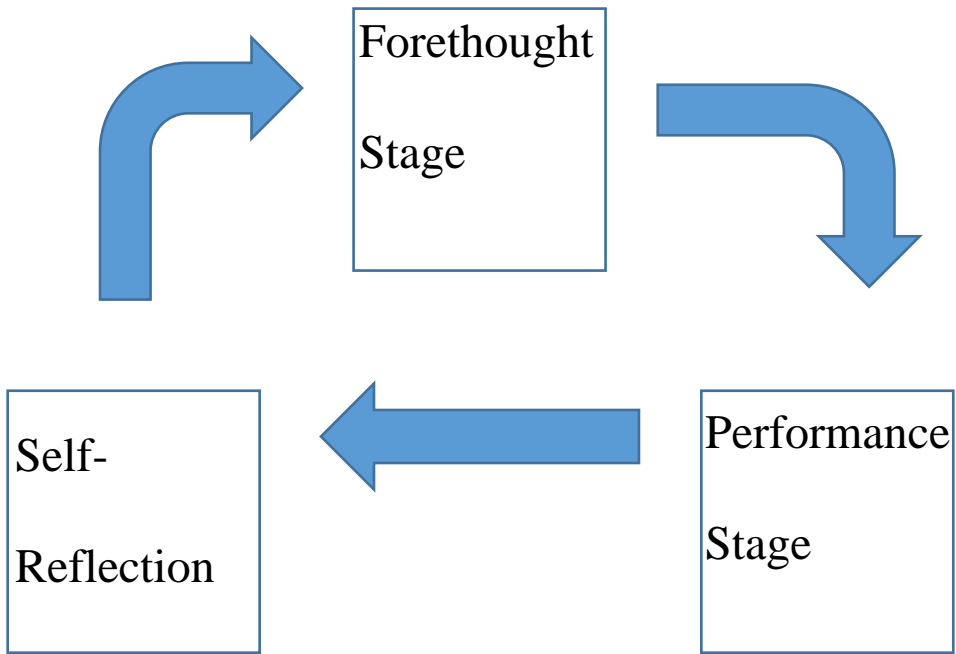 Forethought
Stage
Performance
Stage
Self-
Reflection